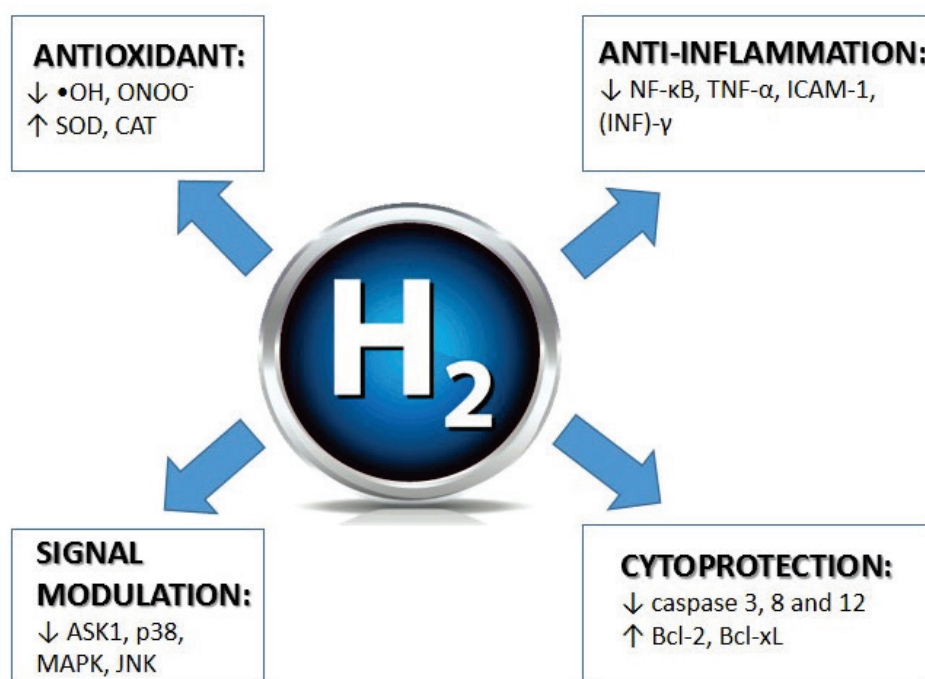 ANTIOXIDANT:
↓ •OH, ONOO⁻
↑ SOD, CAT
ANTI-INFLAMMATION:
↓ NF-κB, TNF-α, ICAM-1,
(INF)-γ
H₂
SIGNAL
MODULATION:
↓ ASK1, p38,
MAPK, JNK
CYTOPROTECTION:
↓ caspase 3, 8 and 12
↑ Bcl-2, Bcl-xL